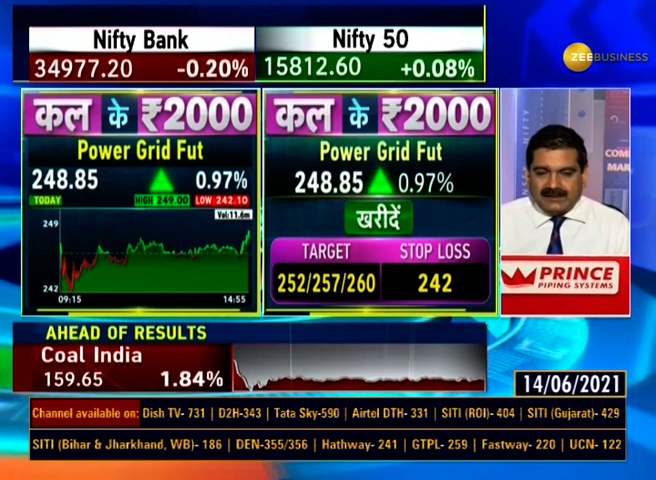 Nifty Bank
34977.20 -0.20%
Nifty 50
15812.60 +0.08%
ZEE BUSINESS
कल के ₹2000
Power Grid Fut
248.85 0.97%
TODAY HIGH 249.00 LOW 242.10
Vol:11.6m
249
242
09:15 14:55
कल के ₹2000
Power Grid Fut
248.85 0.97%
खरीदें
TARGET STOP LOSS
252/257/260 242
NIFTY
COM
MAR
PRINCE
PIPING SYSTEMS
AHEAD OF RESULTS
Coal India
159.65 1.84%
14/06/2021
Channel available on: Dish TV- 731 | D2H-343 | Tata Sky-590 | Airtel DTH- 331 | SITI (ROI)- 404 | SITI (Gujarat)- 429
SITI (Bihar & Jharkhand, WB)- 186 | DEN-355/356 | Hathway- 241 | GTPL- 259 | Fastway- 220 | UCN- 122